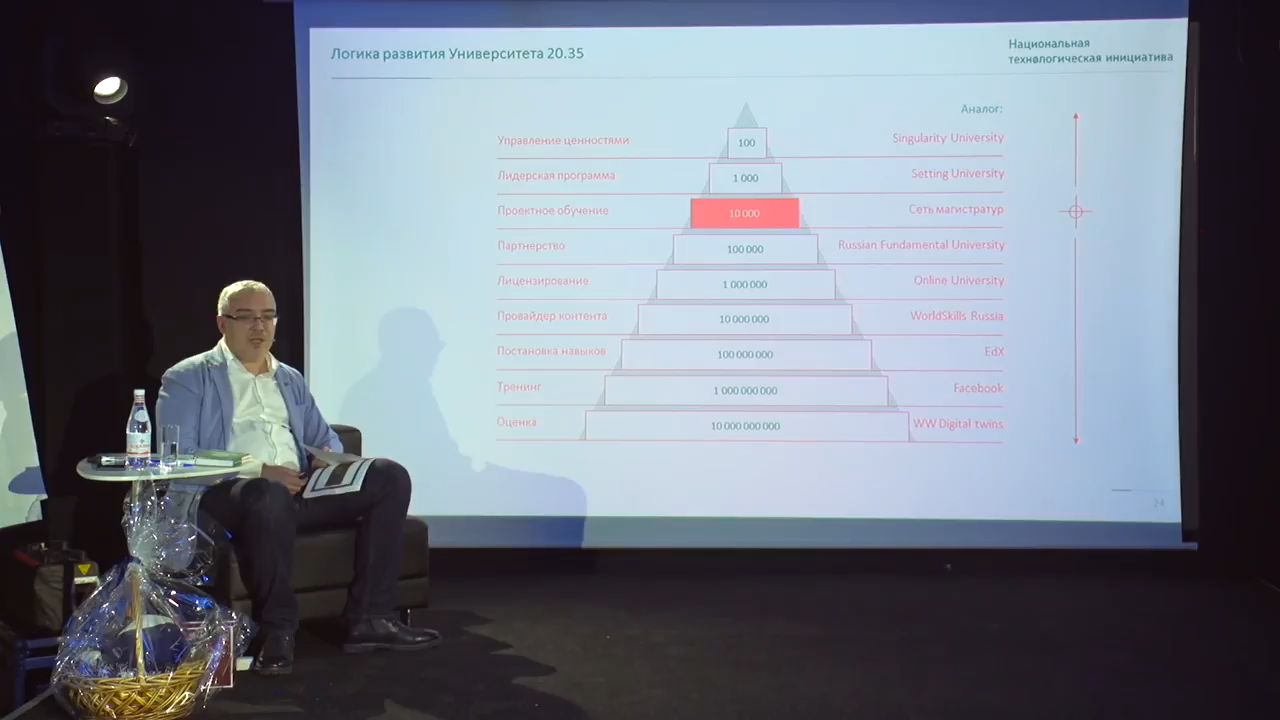 Логика развития Университета 20.35
Национальная
технологическая инициатива
Аналог:
Управление ценностями 100 Singularity University
Лидерская программа 1 000 Setting University
Проектное обучение 10 000 Сеть магистратур
Партнерство 100 000 Russian Fundamental University
Лицензирование 1 000 000 Online University
Провайдер контента 10 000 000 WorldSkills Russia
Постановка навыков 100 000 000 EdX
Тренинг 1 000 000 000 Facebook
Оценка 10 000 000 000 WW Digital twins
24